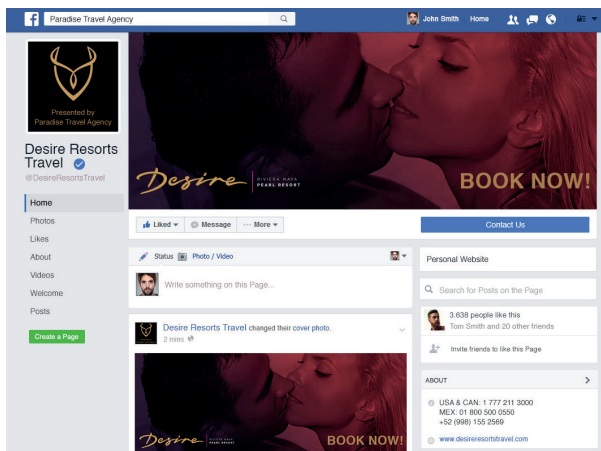 Paradise Travel Agency
John Smith Home
Presented by
Paradise Travel Agency
Desire Resorts
Travel
@DesireResortsTravel
Home
Photos
Likes
About
Videos
Welcome
Posts
Create a Page
Desire
RIVIERA MAYA
PEARL RESORT
BOOK NOW!
Liked
Message
More
Contact Us
Status Photo / Video
Write something on this Page...
Desire Resorts Travel changed their cover photo.
2 mins
Desire
RIVIERA MAYA
PEARL RESORT
BOOK NOW!
Personal Website
Search for Posts on the Page
3.638 people like this
Tom Smith and 20 other friends
Invite friends to like this Page
ABOUT
USA & CAN: 1 777 211 3000
MEX: 01 800 500 0550
+52 (998) 155 2569
www.desireresortstravel.com